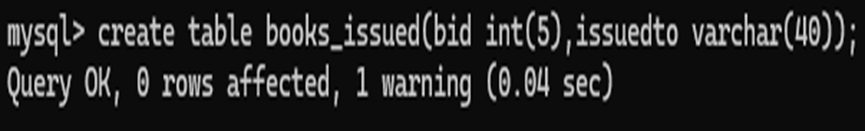 mysql> create table books_issued(bid int(5),issuedto varchar(40));
Query OK, 0 rows affected, 1 warning (0.04 sec)